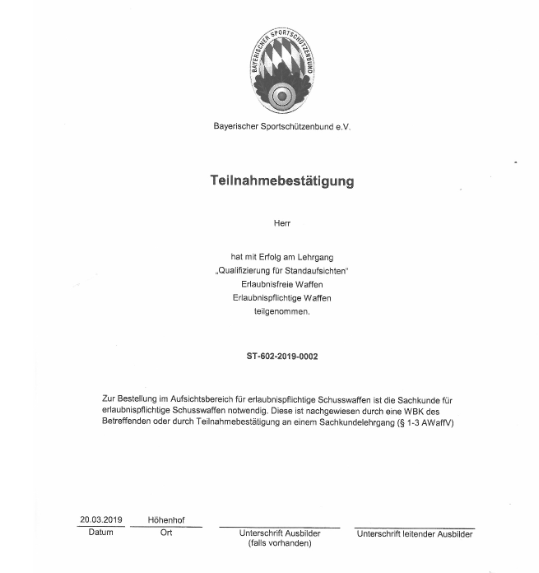 BAYERISCHER SPORTSCHÜTZENBUND
Bayerischer Sportschützenbund e.V.
Teilnahmebestätigung
Herr
hat mit Erfolg am Lehrgang
„Qualifizierung für Standaufsichten"
Erlaubnisfreie Waffen
Erlaubnispflichtige Waffen
teilgenommen.
ST-602-2019-0002
Zur Bestellung im Aufsichtsbereich für erlaubnispflichtige Schusswaffen ist die Sachkunde für
erlaubnispflichtige Schusswaffen notwendig. Diese ist nachgewiesen durch eine WBK des
Betreffenden oder durch Teilnahmebestätigung an einem Sachkundelehrgang (§ 1-3 AWaffV)
20.03.2019 Höhenhof
Datum Ort Unterschrift Ausbilder Unterschrift leitender Ausbilder
(falls vorhanden)